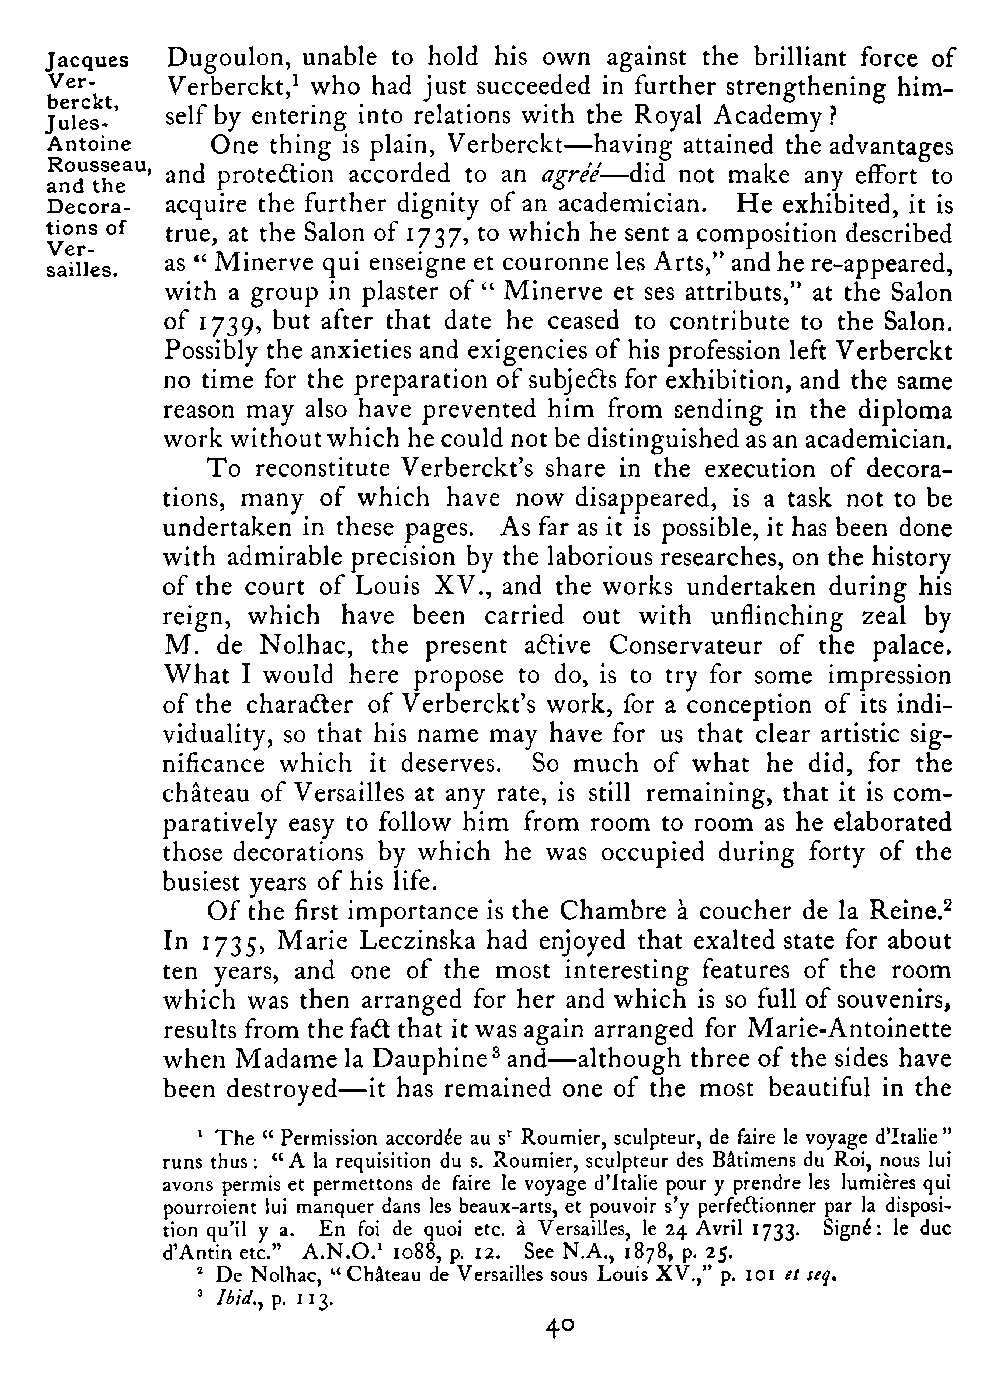 Jacques
Ver-
berckt,
Jules-
Antoine
Rousseau,
and the
Decora-
tions of
Ver-
sailles.
Dugoulon, unable to hold his own against the brilliant force of
Verberckt,¹ who had just succeeded in further strengthening him-
self by entering into relations with the Royal Academy?
One thing is plain, Verberckt—having attained the advantages
and protection accorded to an agréé—did not make any effort to
acquire the further dignity of an academician. He exhibited, it is
true, at the Salon of 1737, to which he sent a composition described
as “ Minerve qui enseigne et couronne les Arts,” and he re-appeared,
with a group in plaster of “ Minerve et ses attributs,” at the Salon
of 1739, but after that date he ceased to contribute to the Salon.
Possibly the anxieties and exigencies of his profession left Verberckt
no time for the preparation of subjects for exhibition, and the same
reason may also have prevented him from sending in the diploma
work without which he could not be distinguished as an academician.
To reconstitute Verberckt’s share in the execution of decora-
tions, many of which have now disappeared, is a task not to be
undertaken in these pages. As far as it is possible, it has been done
with admirable precision by the laborious researches, on the history
of the court of Louis XV., and the works undertaken during his
reign, which have been carried out with unflinching zeal by
M. de Nolhac, the present active Conservateur of the palace.
What I would here propose to do, is to try for some impression
of the character of Verberckt’s work, for a conception of its indi-
viduality, so that his name may have for us that clear artistic sig-
nificance which it deserves. So much of what he did, for the
château of Versailles at any rate, is still remaining, that it is com-
paratively easy to follow him from room to room as he elaborated
those decorations by which he was occupied during forty of the
busiest years of his life.
Of the first importance is the Chambre à coucher de la Reine.²
In 1735, Marie Leczinska had enjoyed that exalted state for about
ten years, and one of the most interesting features of the room
which was then arranged for her and which is so full of souvenirs,
results from the fact that it was again arranged for Marie-Antoinette
when Madame la Dauphine³ and—although three of the sides have
been destroyed—it has remained one of the most beautiful in the
¹ The “ Permission accordée au sʳ Roumier, sculpteur, de faire le voyage d’Italie”
runs thus: “ A la requisition du s. Roumier, sculpteur des Bâtimens du Roi, nous lui
avons permis et permettons de faire le voyage d’Italie pour y prendre les lumières qui
pourroient lui manquer dans les beaux-arts, et pouvoir s’y perfectionner par la disposi-
tion qu’il y a. En foi de quoi etc. à Versailles, le 24 Avril 1733. Signé: le duc
d’Antin etc.” A.N.O.¹ 1088, p. 12. See N.A., 1878, p. 25.
² De Nolhac, “ Château de Versailles sous Louis XV.,” p. 101 et seq.
³ Ibid., p. 113.
40